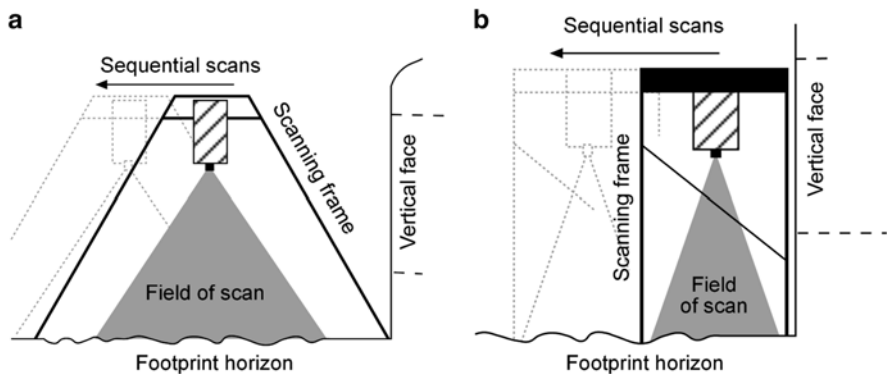 a
Sequential scans
Scanning frame
Vertical face
Field of scan
Footprint horizon
b
Sequential scans
Scanning frame
Vertical face
Field
of scan
Footprint horizon